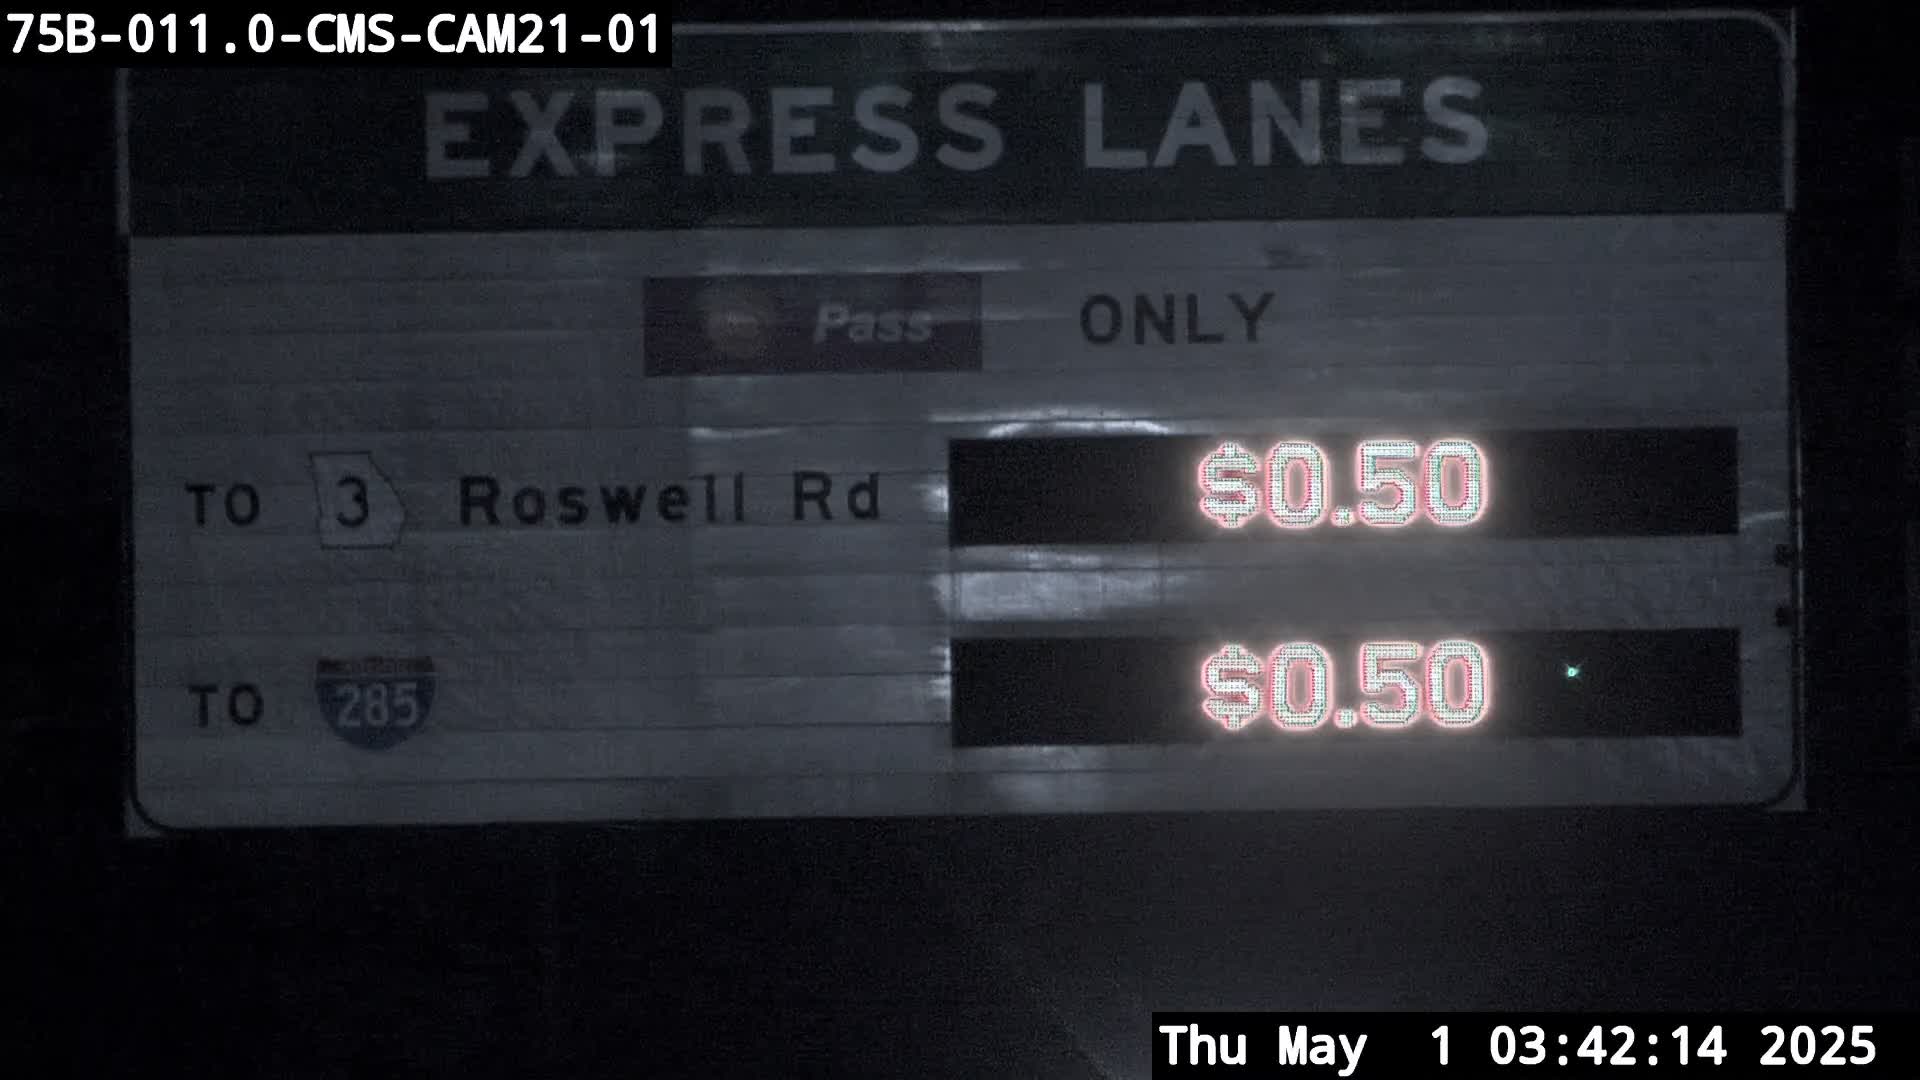 75B-011.0-CMS-CAM21-01
EXPRESS LANES
Pass ONLY
TO 3 Roswell Rd $0.50
TO 285 $0.50
Thu May 1 03:42:14 2025